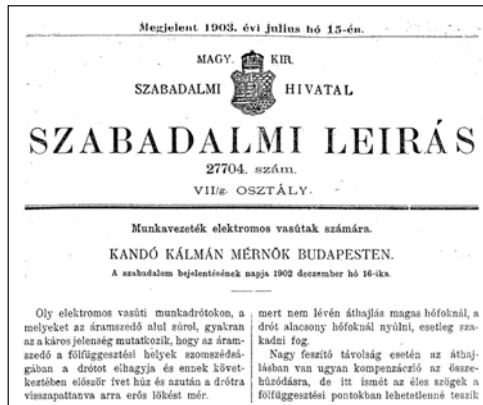 Megjelent 1903. évi julius hó 15-én.
MAGY. KIR.
SZABADALMI HIVATAL
SZABADALMI LEIRÁS
27704. szám.
VII/g. OSZTÁLY.
Munkavezeték elektromos vasútak számára.
KANDÓ KÁLMÁN MÉRNÖK BUDAPESTEN.
A szabadalom bejelentésének napja 1902 deczember hó 16-ika.
Oly elektromos vasúti munkadrótokon, a
melyeket az áramszedő alul súrol, gyakran
az a káros jelenség mutatkozik, hogy az áram-
szedő a fölfüggesztési helyek szomszédsá-
gában a drótot elhagyja és ennek követ-
keztében először ívet húz és azután a drótra
visszapattanva arra erős lökést mér.
mert nem lévén áthajlás magas hőfoknál, a
drót alacsony hőfoknál nyúlni, esetleg sza-
kadni fog.
Nagy feszítő távolság esetén az áthaj-
lásban van ugyan kompenzáczió az össze-
húzódásra, de itt ismét az éles szögek a
fölfüggesztési pontokban lehetetlenné teszik